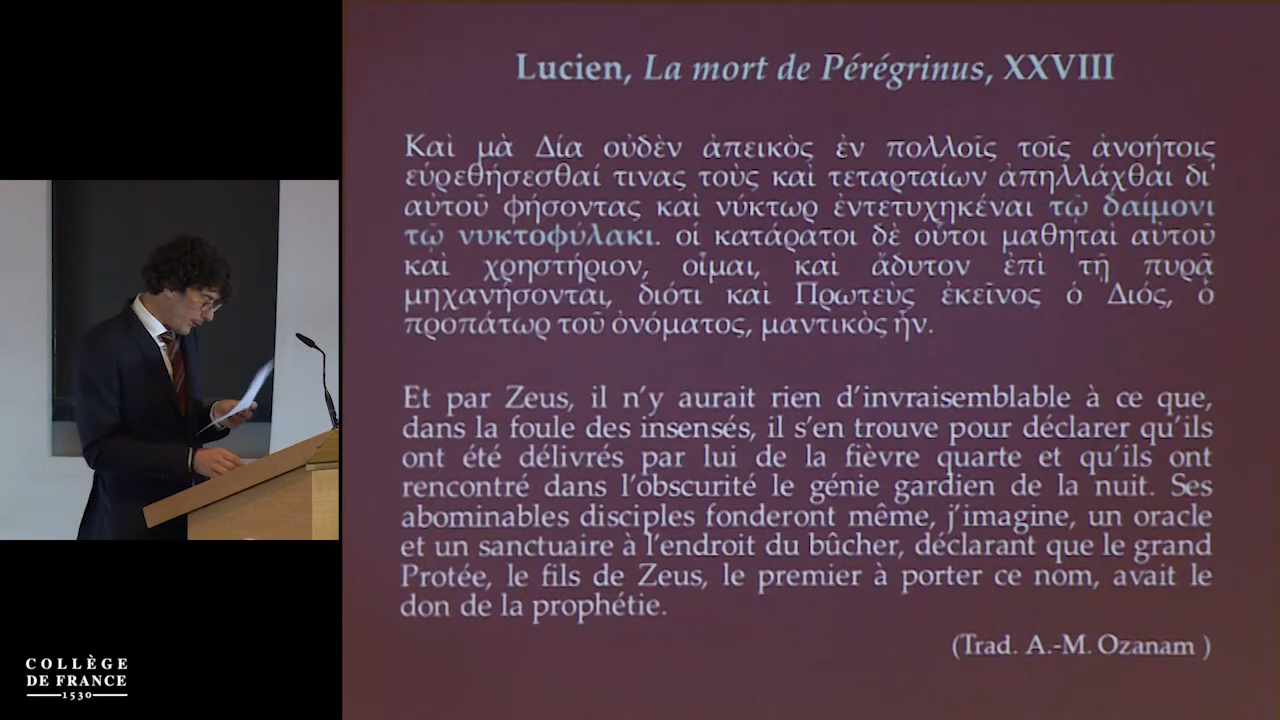 Lucien, La mort de Pérégrinus, XXVIII
Καὶ μὰ Δία οὐδὲν ἀπεικὸς ἐν πολλοῖς τοῖς ἀνοήτοις
εὑρεθήσεσθαί τινας τοὺς καὶ τεταρταίων ἀπηλλάχθαι δι'
αὐτοῦ φήσοντας καὶ νύκτωρ ἐντετυχηκέναι τῷ δαίμονι
τῷ νυκτοφύλακι. οἱ κατάρατοι δὲ οὗτοι μαθηταὶ αὐτοῦ
καὶ χρηστήριον, οἶμαι, καὶ ἄδυτον ἐπὶ τῇ πυρᾷ
μηχανήσονται, διότι καὶ Πρωτεὺς ἐκεῖνος ὁ Διός, ὁ
προπάτωρ τοῦ ὀνόματος, μαντικὸς ἦν.
Et par Zeus, il n’y aurait rien d’invraisemblable à ce que,
dans la foule des insensés, il s’en trouve pour déclarer qu’ils
ont été délivrés par lui de la fièvre quarte et qu’ils ont
rencontré dans l’obscurité le génie gardien de la nuit. Ses
abominables disciples fonderont même, j’imagine, un oracle
et un sanctuaire à l’endroit du bûcher, déclarant que le grand
Protée, le fils de Zeus, le premier à porter ce nom, avait le
don de la prophétie.
(Trad. A.-M. Ozanam )
COLLÈGE
DE FRANCE
1530